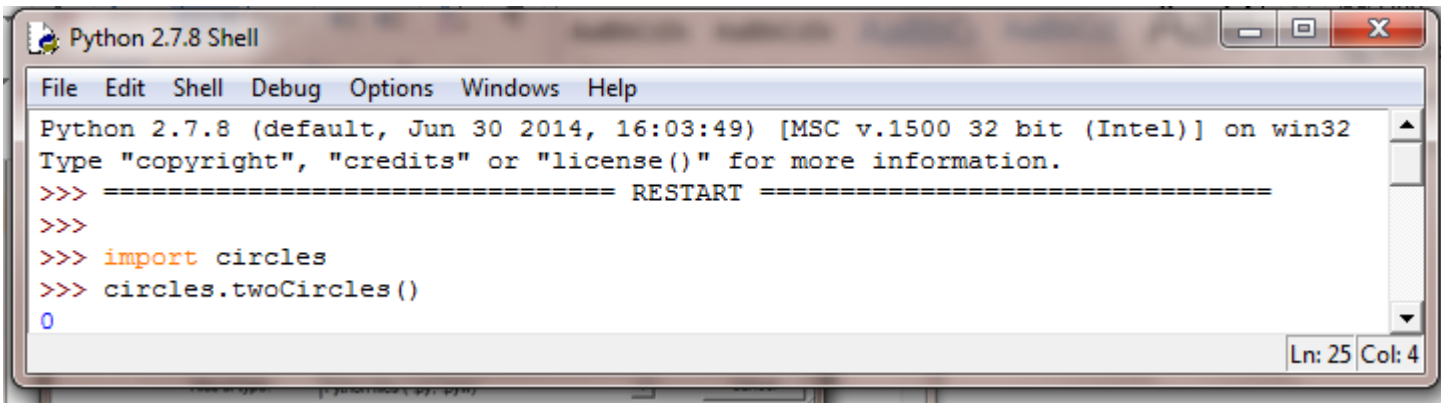 Python 2.7.8 Shell
File Edit Shell Debug Options Windows Help
Python 2.7.8 (default, Jun 30 2014, 16:03:49) [MSC v.1500 32 bit (Intel)] on win32
Type "copyright", "credits" or "license()" for more information.
>>> ================================ RESTART ================================
>>>
>>> import circles
>>> circles.twoCircles()
0
Ln: 25 Col: 4